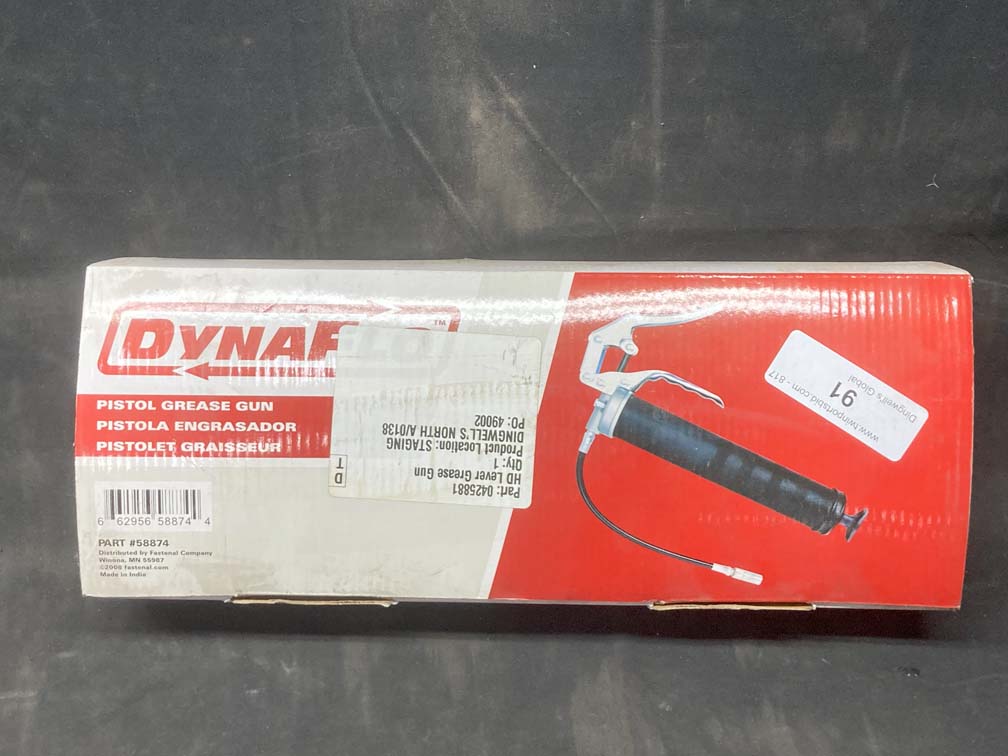 DYNAFLO™
PISTOL GREASE GUN
PISTOLA ENGRASADOR
PISTOLET GRAISSEUR
6 62956 58874 4
PART #58874
Distributed by Fastenal Company
Winona, MN 55987
©2008 fastenal.com
Made in India
Part: 0425881
HD Lever Grease Gun
Qty: 1
Product Location: STAGING
DINGWELL'S NORTH A/0138
PO: 49002
D
T
www.twinportsbid.com - 817
91
Dingwell's Global